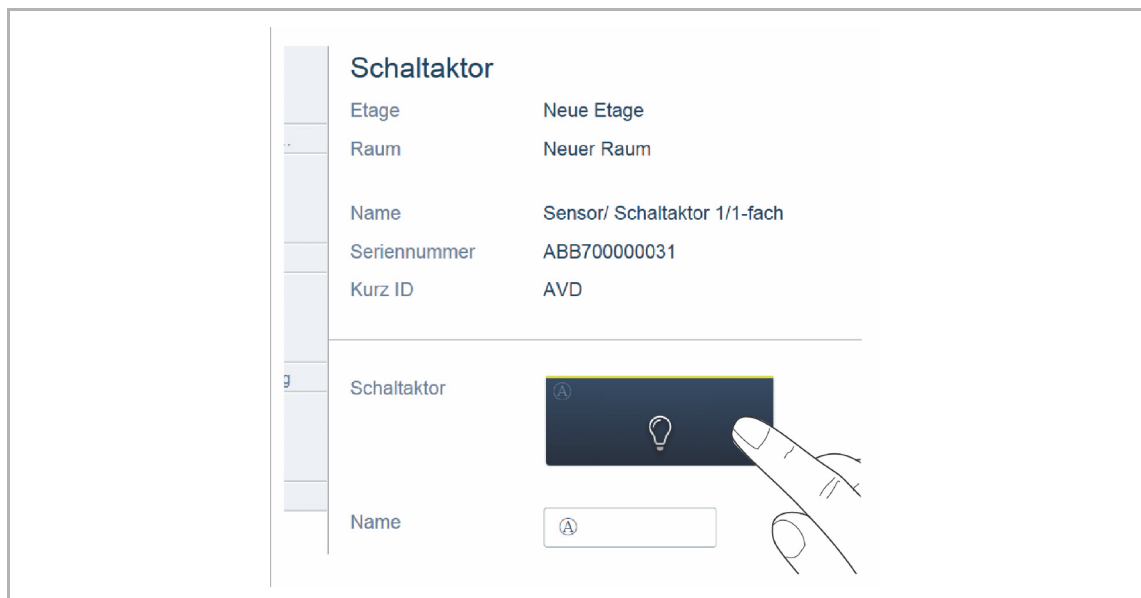 Schaltaktor
Etage Neue Etage
..
Raum Neuer Raum
Name Sensor/ Schaltaktor 1/1-fach
Seriennummer ABB700000031
Kurz ID AVD
g
Schaltaktor Ⓐ
Name Ⓐ